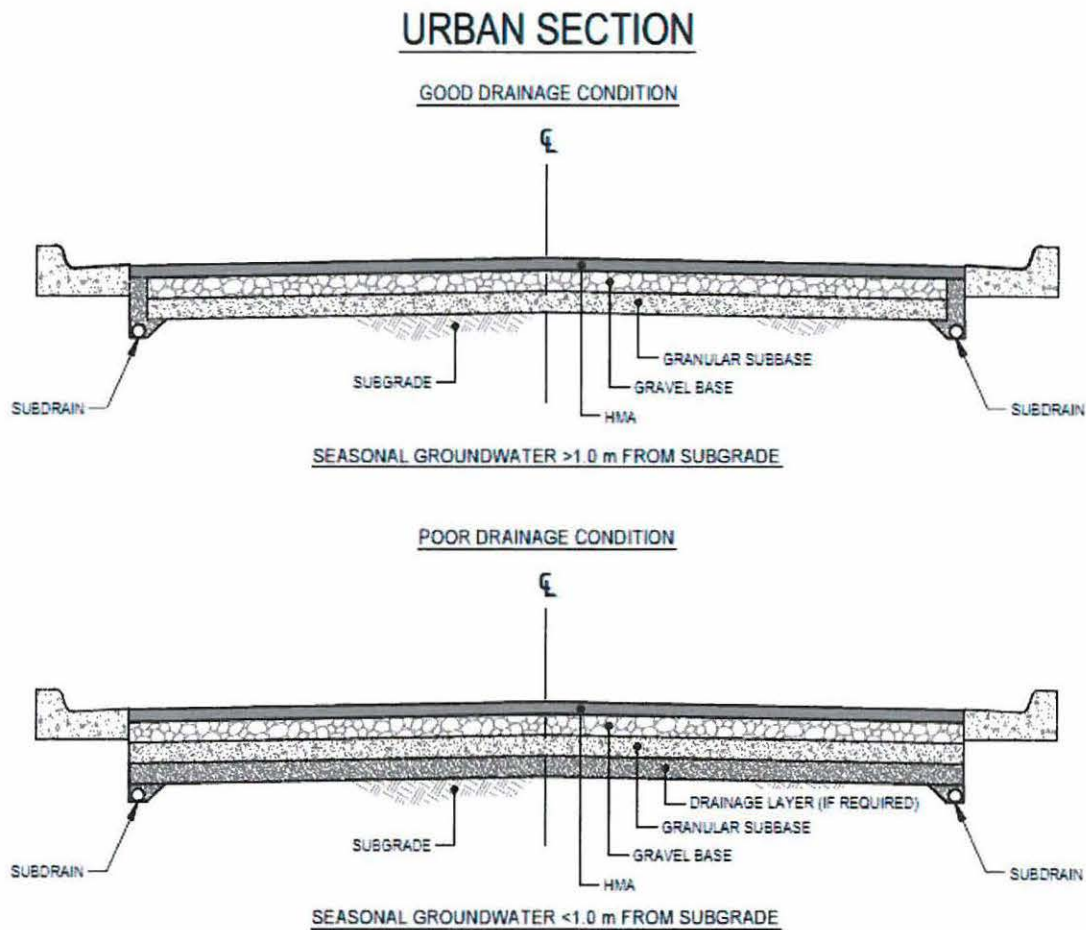 URBAN SECTION
GOOD DRAINAGE CONDITION
℄
GRANULAR SUBBASE
SUBGRADE
GRAVEL BASE
SUBDRAIN
SUBDRAIN
HMA
SEASONAL GROUNDWATER >1.0 m FROM SUBGRADE
POOR DRAINAGE CONDITION
℄
DRAINAGE LAYER (IF REQUIRED)
GRANULAR SUBBASE
SUBGRADE
GRAVEL BASE
SUBDRAIN
SUBDRAIN
HMA
SEASONAL GROUNDWATER <1.0 m FROM SUBGRADE